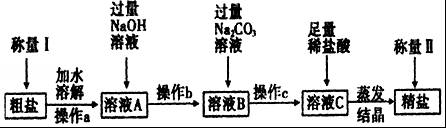 称量Ⅰ
过量
NaOH
溶液
过量
Na₂CO₃
溶液
足量
稀盐酸
称量Ⅱ
粗盐
加水
溶解
操作a
溶液A
操作b
溶液B
操作c
溶液C
蒸发
结晶
精盐